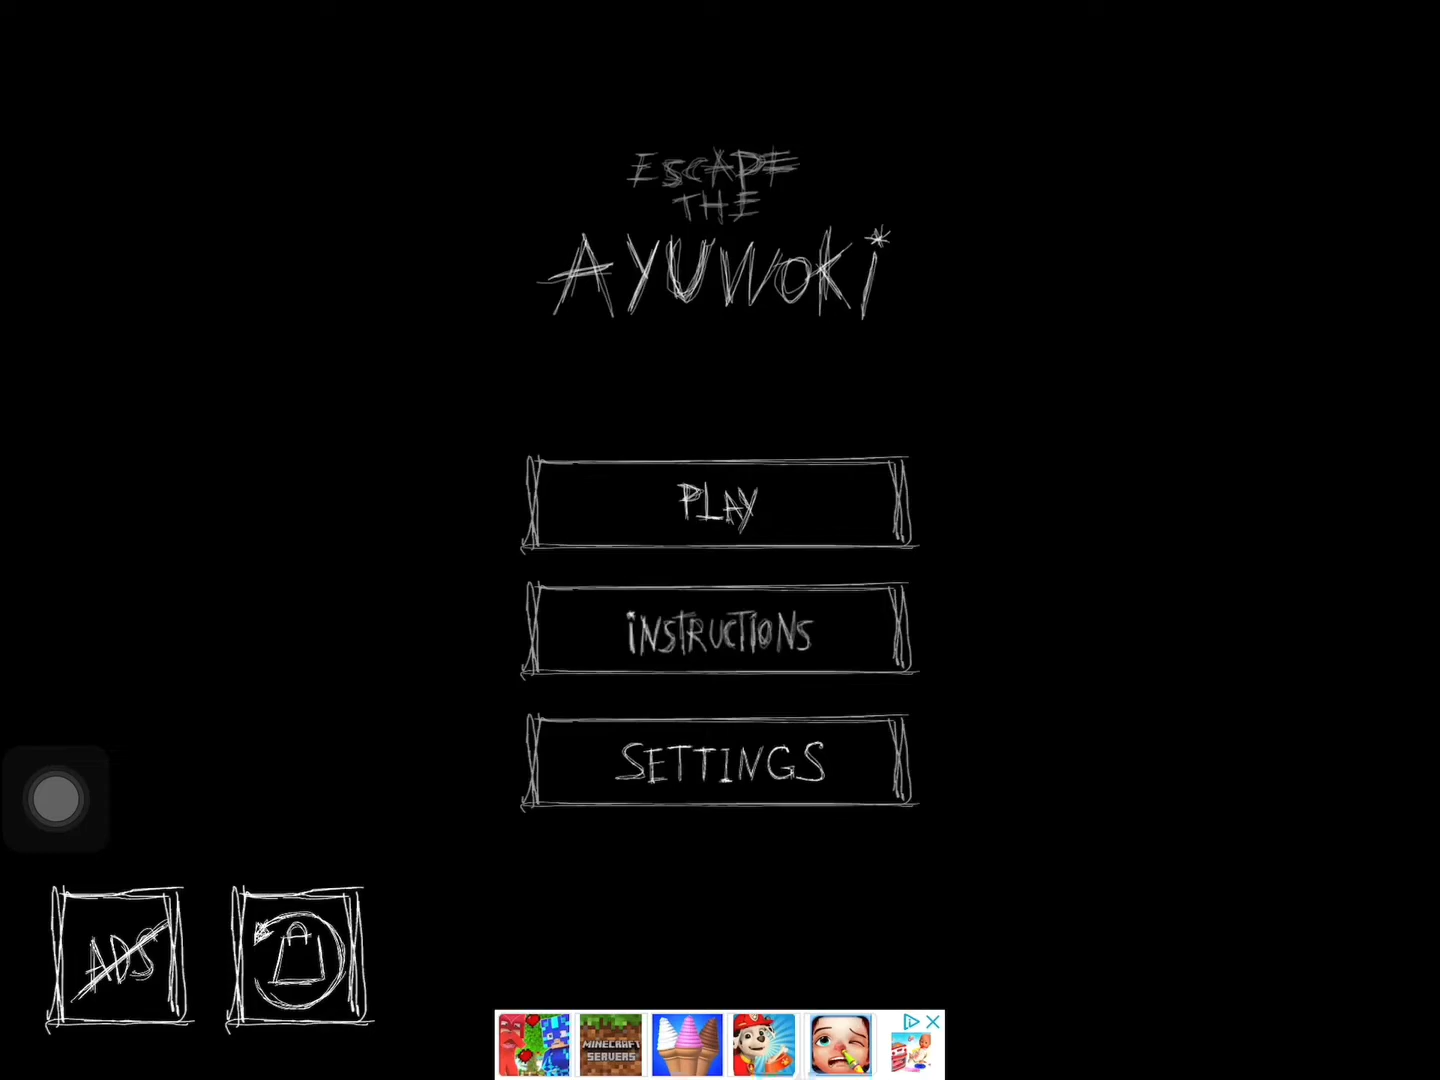 ESCAPE
THE
AYUWOKi
PLAY
iNSTRUCTIONS
SETTINGS
ADS
MINECRAFT
SERVERS